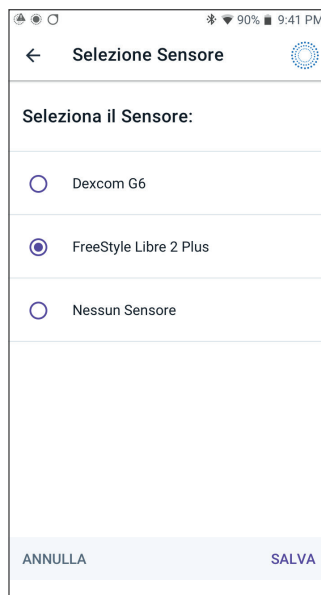 90% 9:41 PM
Selezione Sensore
Seleziona il Sensore:
Dexcom G6
FreeStyle Libre 2 Plus
Nessun Sensore
ANNULLA SALVA